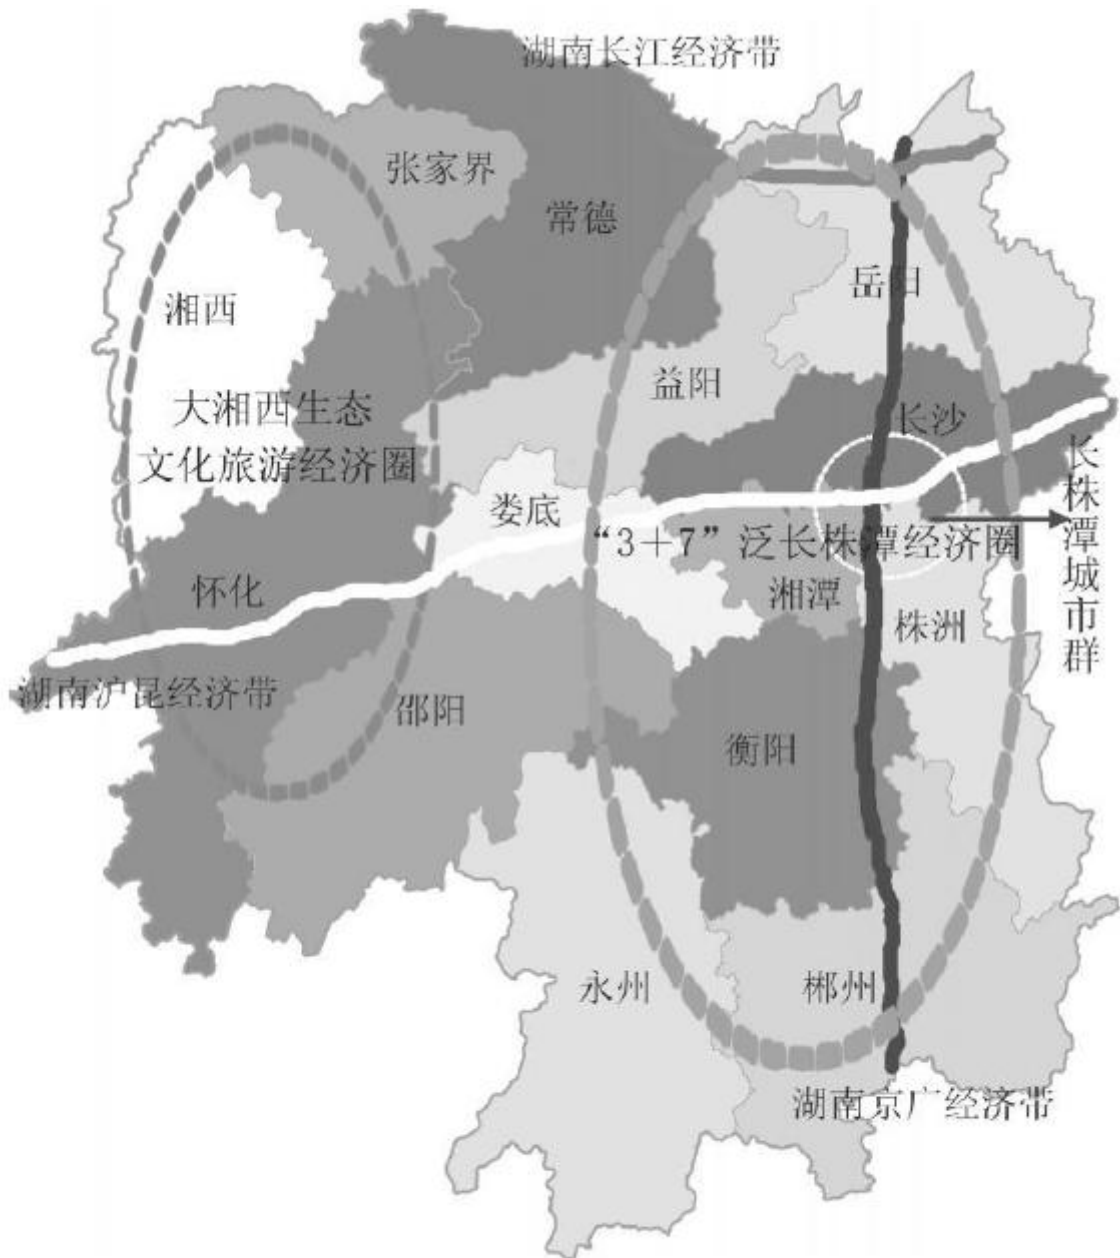 湖南长江经济带
张家界
常德
岳阳
湘西
益阳
长沙
大湘西生态
文化旅游经济圈
娄底
“3+7”泛长株潭经济圈
长株潭城市群
怀化
湘潭
株洲
湖南沪昆经济带
邵阳
衡阳
永州
郴州
湖南京广经济带